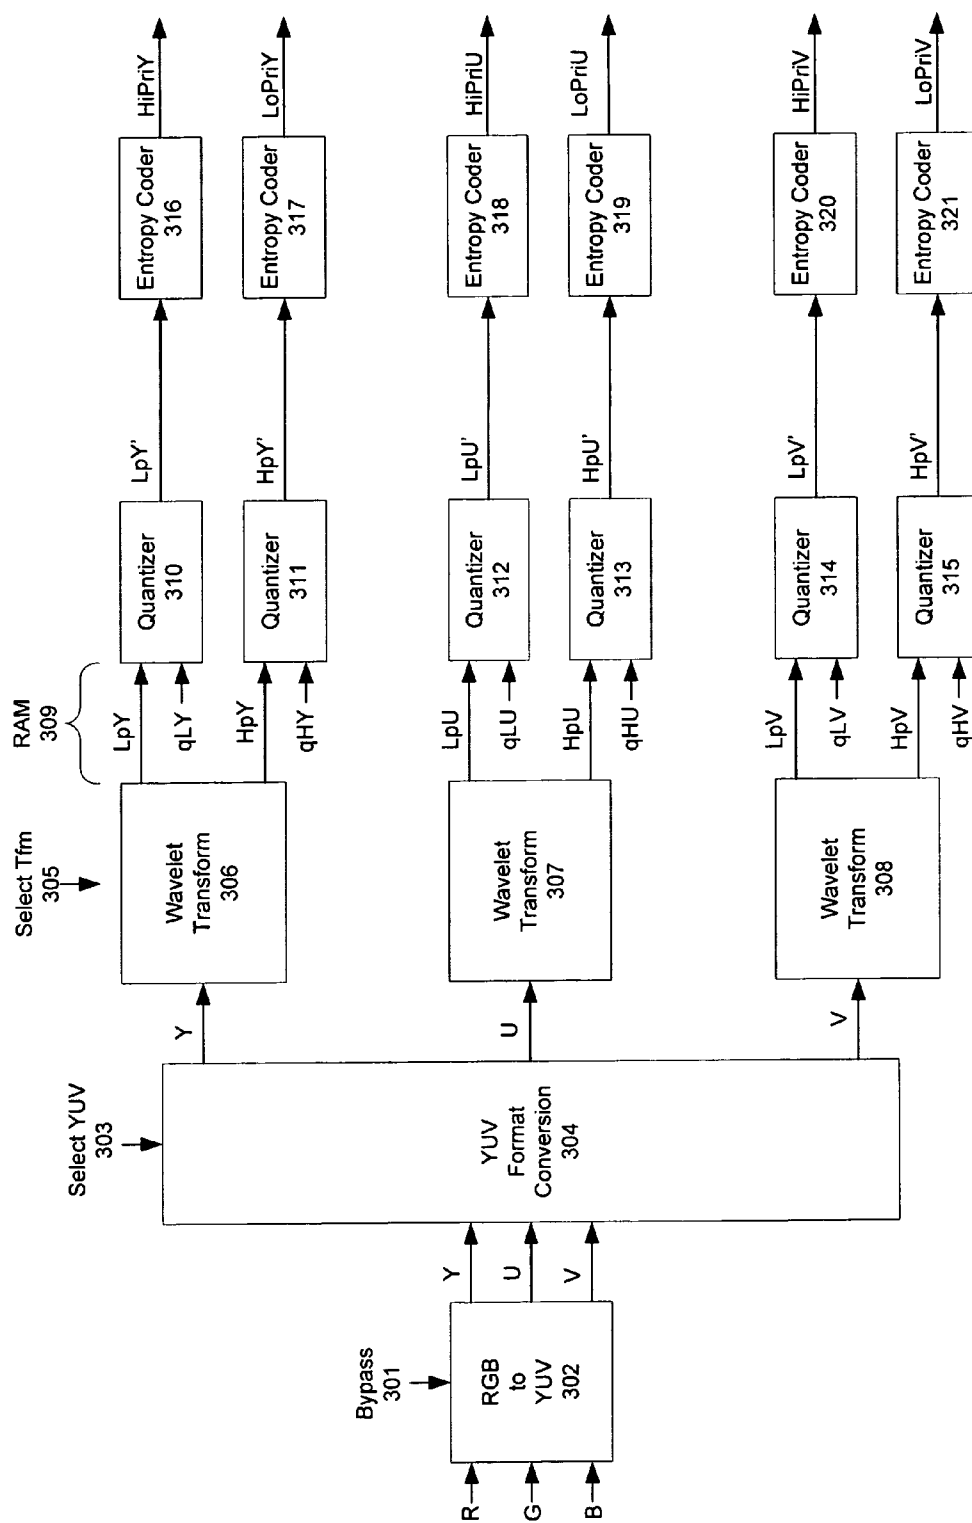 R
G
B
Bypass
301
RGB
to
YUV
302
Y
U
V
Select YUV
303
YUV
Format
Conversion
304
Y
U
V
Select Tfm
305
Wavelet
Transform
306
Wavelet
Transform
307
Wavelet
Transform
308
RAM
309
LpY
qLY
HpY
qHY
LpU
qLU
HpU
qHU
LpV
qLV
HpV
qHV
Quantizer
310
Quantizer
311
Quantizer
312
Quantizer
313
Quantizer
314
Quantizer
315
LpY'
HpY'
LpU'
HpU'
LpV'
HpV'
Entropy Coder
316
Entropy Coder
317
Entropy Coder
318
Entropy Coder
319
Entropy Coder
320
Entropy Coder
321
HiPriY
LoPriY
HiPriU
LoPriU
HiPriV
LoPriV